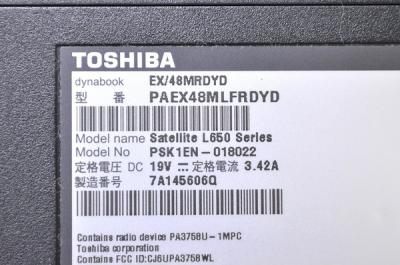 TOSHIBA
dynabook EX/48MRDYD
型 番 PAEX48MLFRDYD
Model name Satellite L650 Series
Model No PSK1EN-018022
定格電圧 DC 19V ⎓ 定格電流 3.42A
製造番号 7A145606Q
Contains radio device PA3758U-1MPC
Toshiba corporation
Contains FCC ID:CJ6UPA3758WL